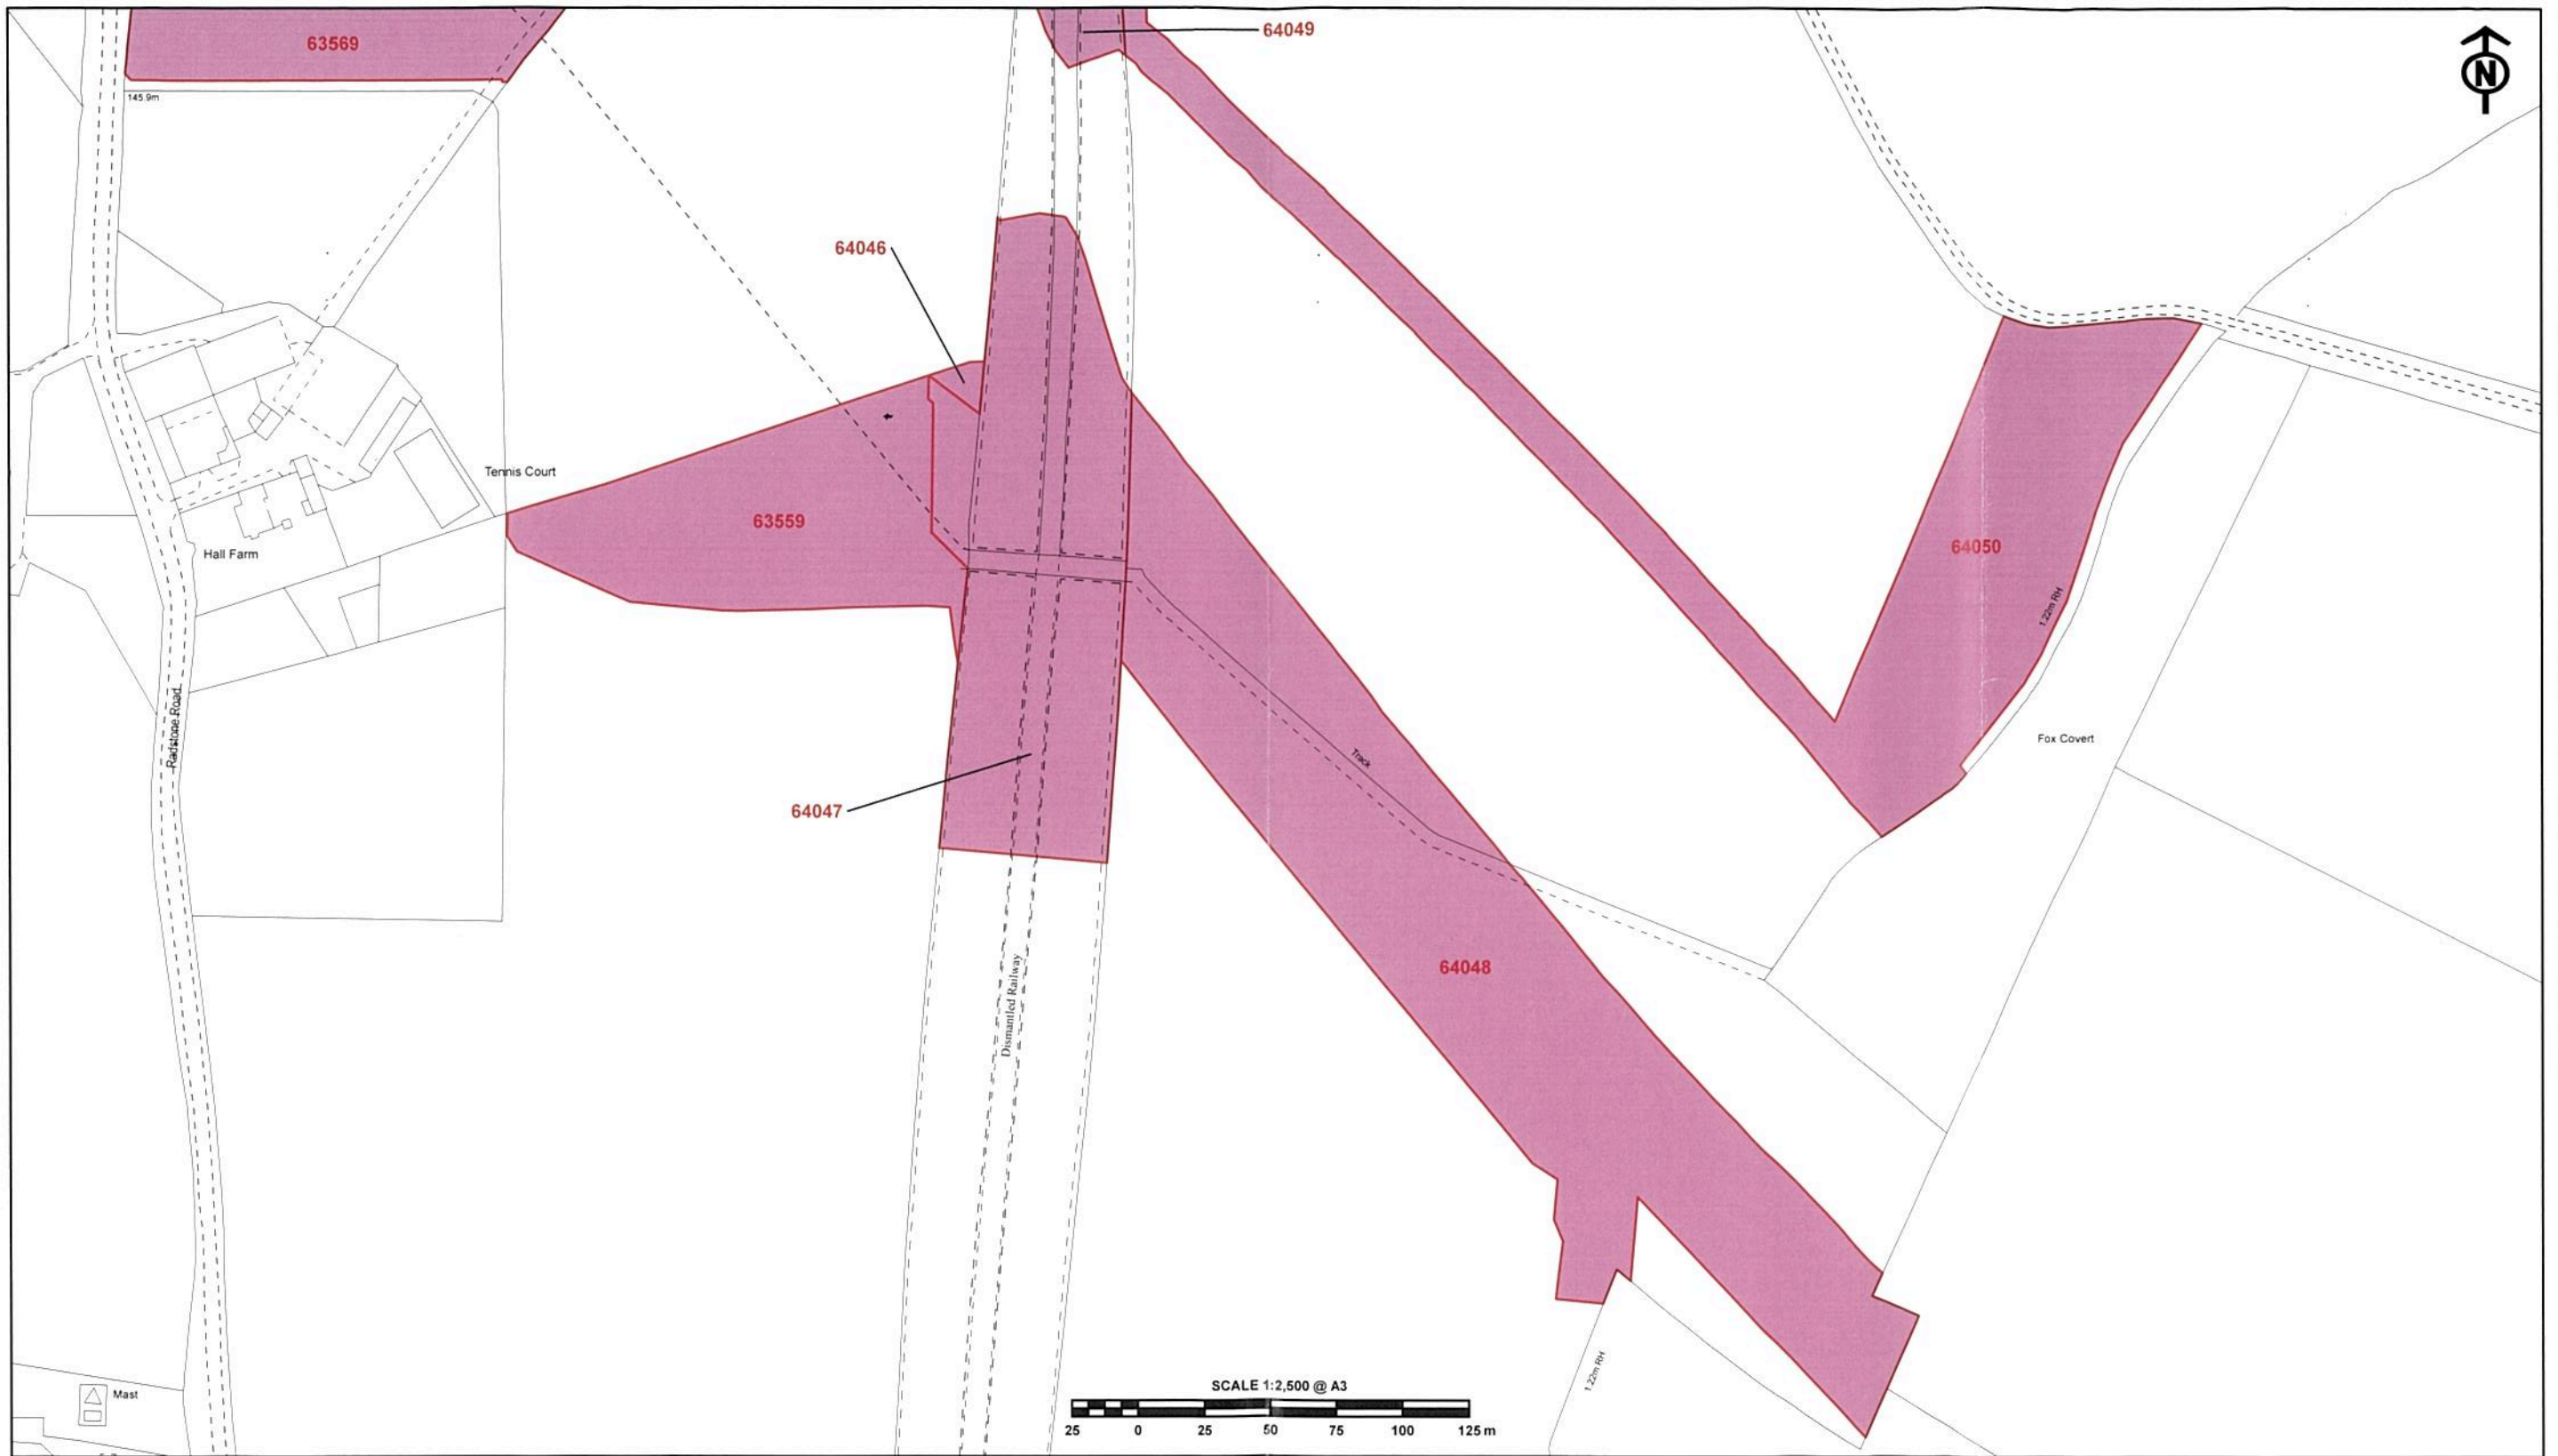 63569
64049
N
145.9m
64046
Tennis Court
63559
64050
Hall Farm
1.22m RH
Radstone Road
Track
Fox Covert
64047
64048
Dismantled Railway
1.22m RH
SCALE 1:2,500 @ A3
25 0 25 50 75 100 125 m
Mast